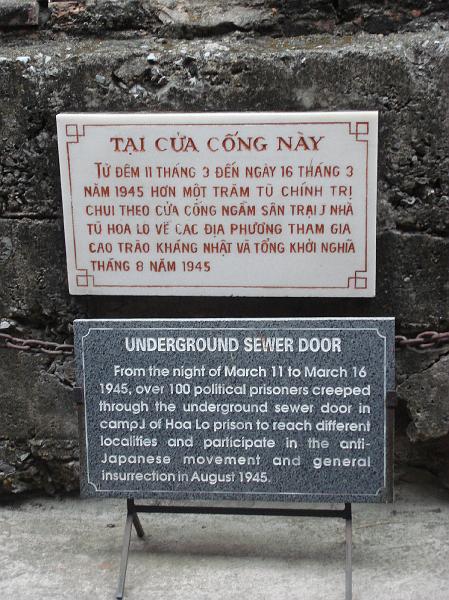 TẠI CỬA CỐNG NÀY
TỪ ĐÊM 11 THÁNG 3 ĐẾN NGÀY 16 THÁNG 3
NĂM 1945 HƠN MỘT TRĂM TÙ CHÍNH TRỊ
CHUI THEO CỬA CỐNG NGẦM SÂN TRẠI J NHÀ
TÙ HOA LO VỀ CÁC ĐỊA PHƯƠNG THAM GIA
CAO TRÀO KHÁNG NHẬT VÀ TỔNG KHỞI NGHĨA
THÁNG 8 NĂM 1945
UNDERGROUND SEWER DOOR
From the night of March 11 to March 16
1945, over 100 political prisoners creeped
through the underground sewer door in
campJ of Hoa Lo prison to reach different
localities and participate in the anti-
Japanese movement and general
insurrection in August 1945.